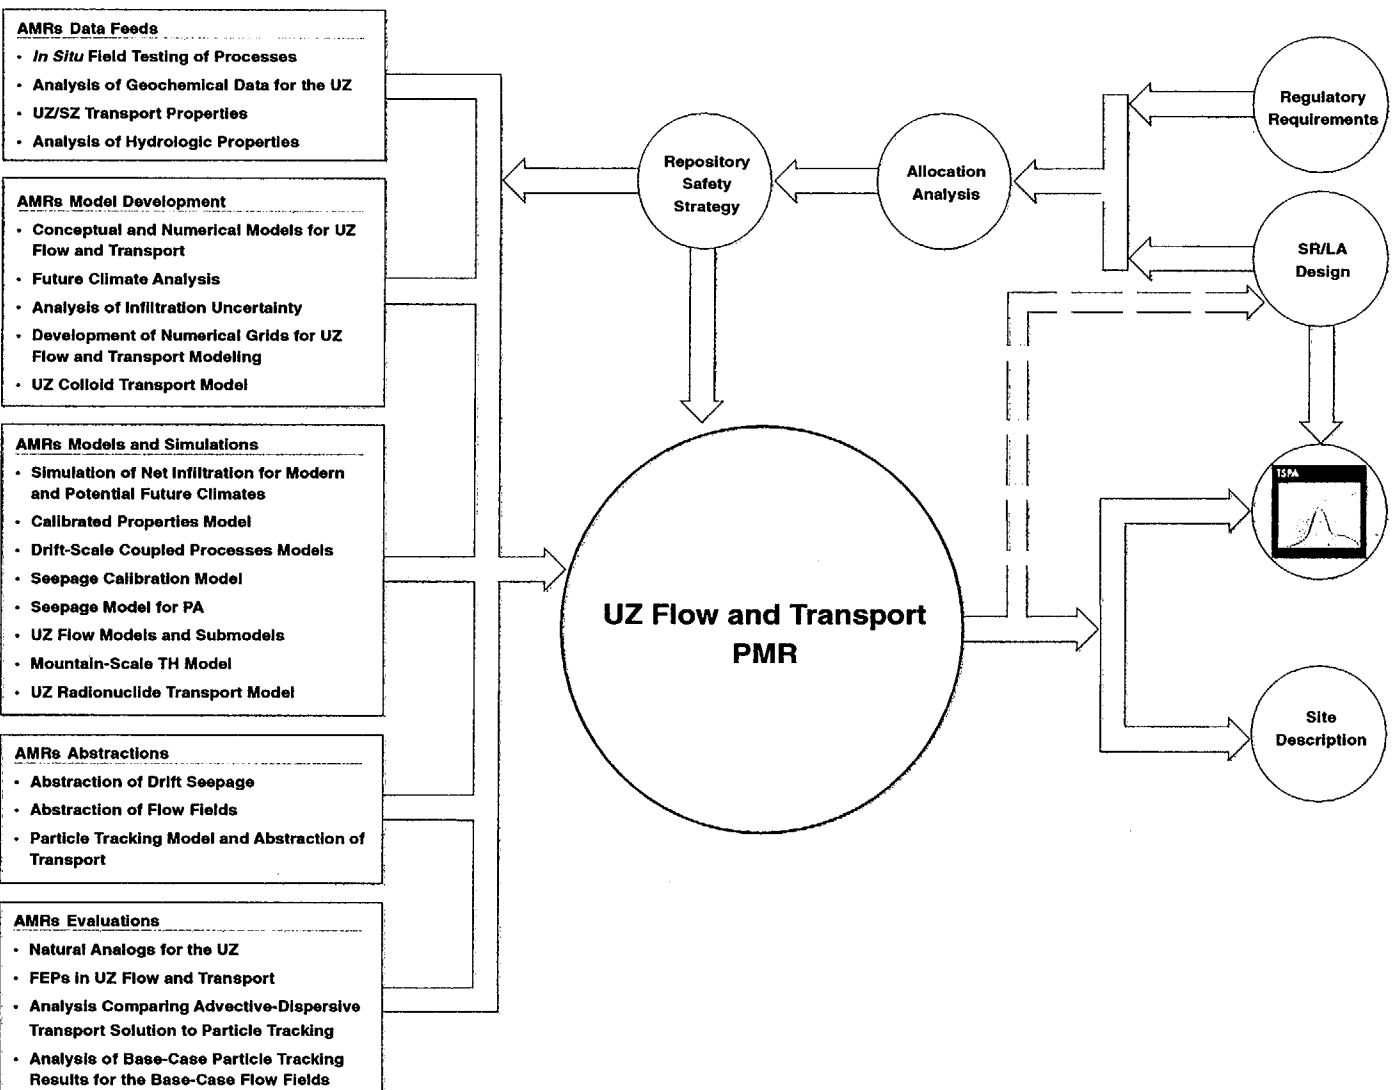 AMRs Data Feeds
• In Situ Field Testing of Processes
• Analysis of Geochemical Data for the UZ
• UZ/SZ Transport Properties
• Analysis of Hydrologic Properties
AMRs Model Development
• Conceptual and Numerical Models for UZ
Flow and Transport
• Future Climate Analysis
• Analysis of Infiltration Uncertainty
• Development of Numerical Grids for UZ
Flow and Transport Modeling
• UZ Colloid Transport Model
AMRs Models and Simulations
• Simulation of Net Infiltration for Modern
and Potential Future Climates
• Calibrated Properties Model
• Drift-Scale Coupled Processes Models
• Seepage Calibration Model
• Seepage Model for PA
• UZ Flow Models and Submodels
• Mountain-Scale TH Model
• UZ Radionuclide Transport Model
AMRs Abstractions
• Abstraction of Drift Seepage
• Abstraction of Flow Fields
• Particle Tracking Model and Abstraction of
Transport
AMRs Evaluations
• Natural Analogs for the UZ
• FEPs in UZ Flow and Transport
• Analysis Comparing Advective-Dispersive
Transport Solution to Particle Tracking
• Analysis of Base-Case Particle Tracking
Results for the Base-Case Flow Fields
Repository
Safety
Strategy
Allocation
Analysis
Regulatory
Requirements
SR/LA
Design
TSPA
UZ Flow and Transport
PMR
Site
Description